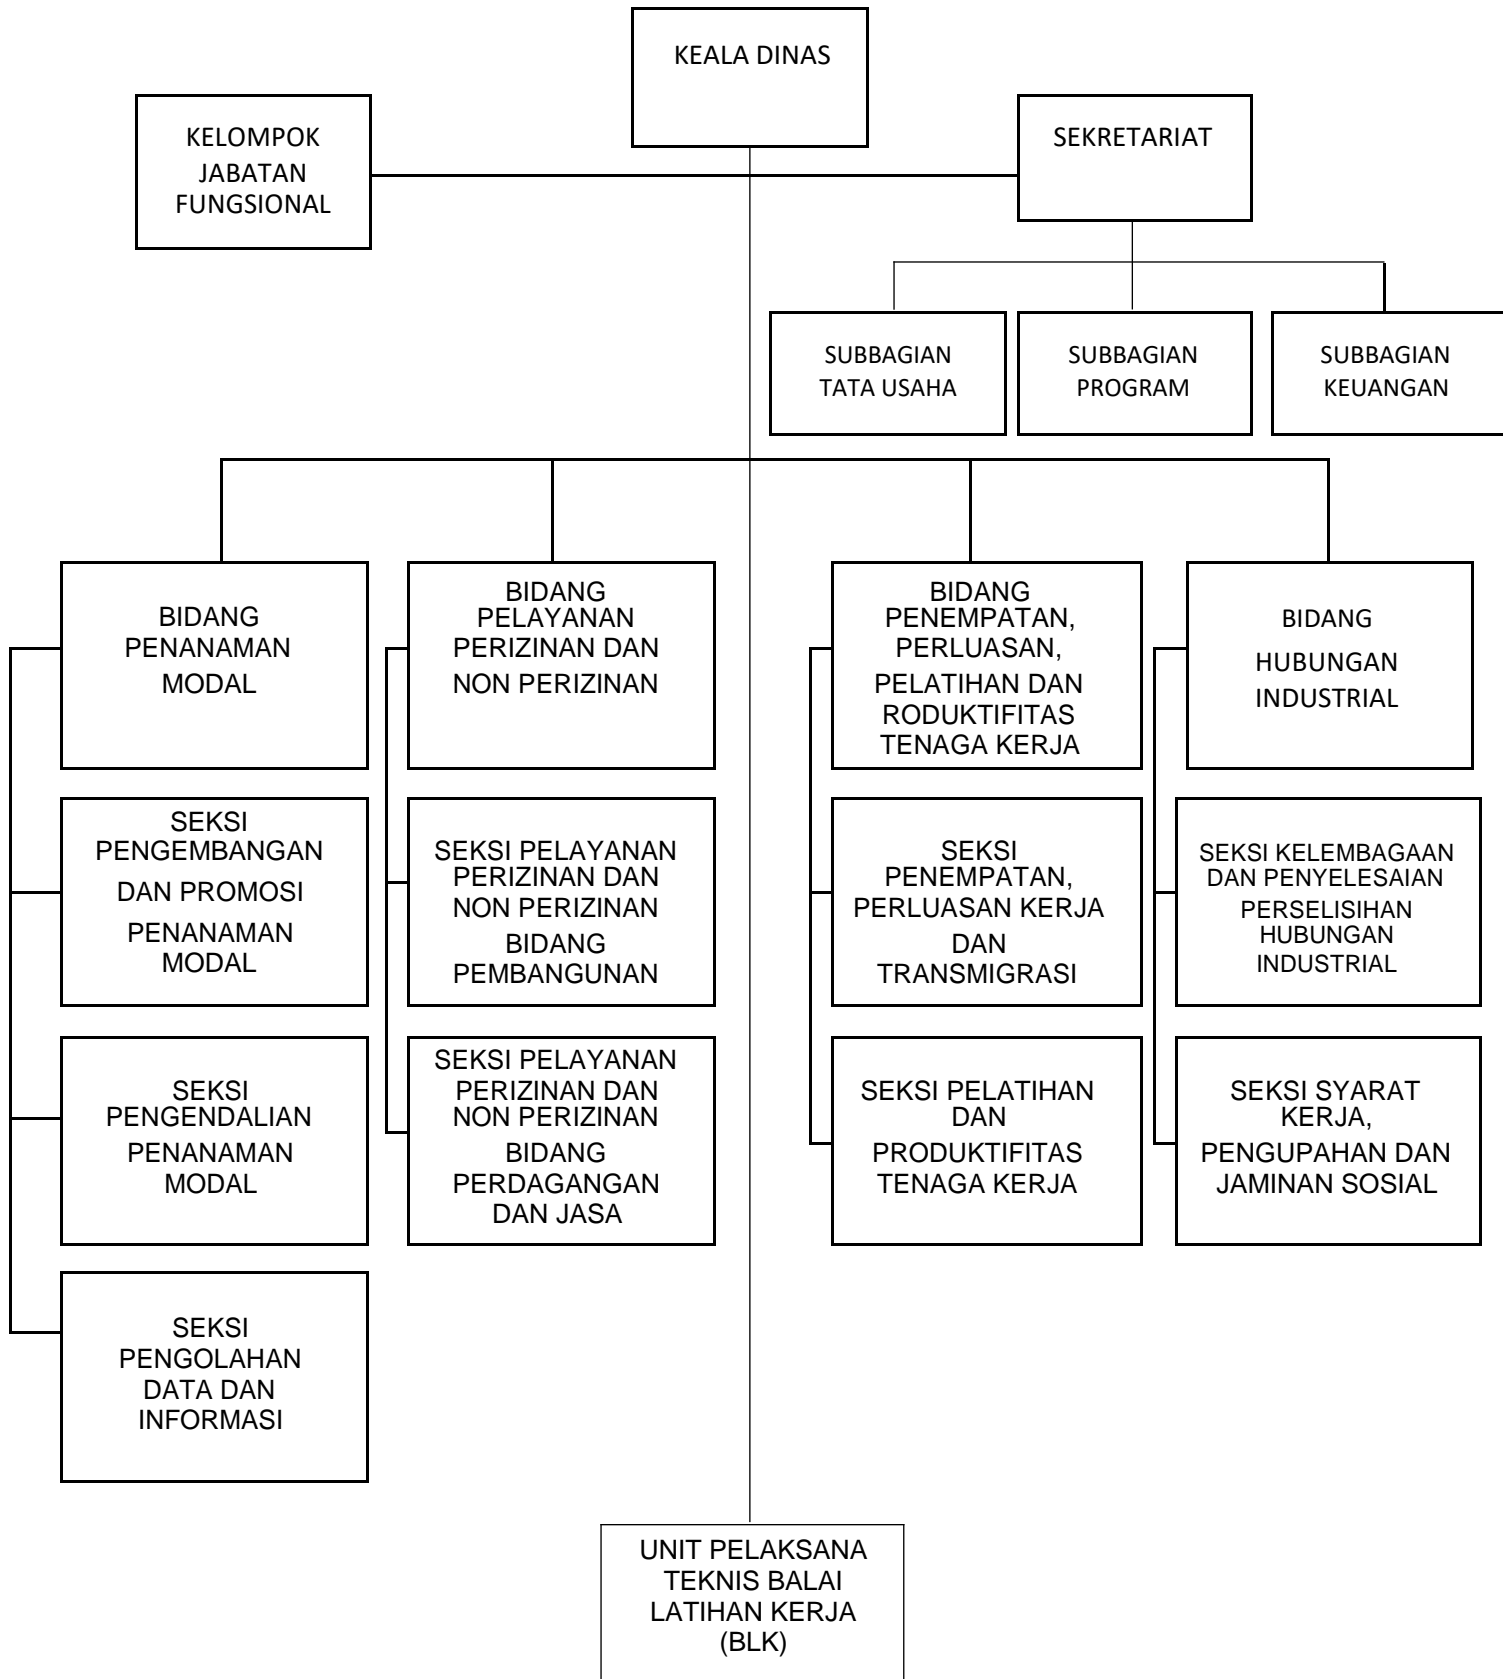 KEALA DINAS
KELOMPOK
JABATAN
FUNGSIONAL
SEKRETARIAT
SUBBAGIAN
TATA USAHA
SUBBAGIAN
PROGRAM
SUBBAGIAN
KEUANGAN
BIDANG
PENANAMAN
MODAL
BIDANG
PELAYANAN
PERIZINAN DAN
NON PERIZINAN
BIDANG
PENEMPATAN,
PERLUASAN,
PELATIHAN DAN
RODUKTIFITAS
TENAGA KERJA
BIDANG
HUBUNGAN
INDUSTRIAL
SEKSI
PENGEMBANGAN
DAN PROMOSI
PENANAMAN
MODAL
SEKSI PELAYANAN
PERIZINAN DAN
NON PERIZINAN
BIDANG
PEMBANGUNAN
SEKSI
PENEMPATAN,
PERLUASAN KERJA
DAN
TRANSMIGRASI
SEKSI KELEMBAGAAN
DAN PENYELESAIAN
PERSELISIHAN
HUBUNGAN
INDUSTRIAL
SEKSI
PENGENDALIAN
PENANAMAN
MODAL
SEKSI PELAYANAN
PERIZINAN DAN
NON PERIZINAN
BIDANG
PERDAGANGAN
DAN JASA
SEKSI PELATIHAN
DAN
PRODUKTIFITAS
TENAGA KERJA
SEKSI SYARAT
KERJA,
PENGUPAHAN DAN
JAMINAN SOSIAL
SEKSI
PENGOLAHAN
DATA DAN
INFORMASI
UNIT PELAKSANA
TEKNIS BALAI
LATIHAN KERJA
(BLK)